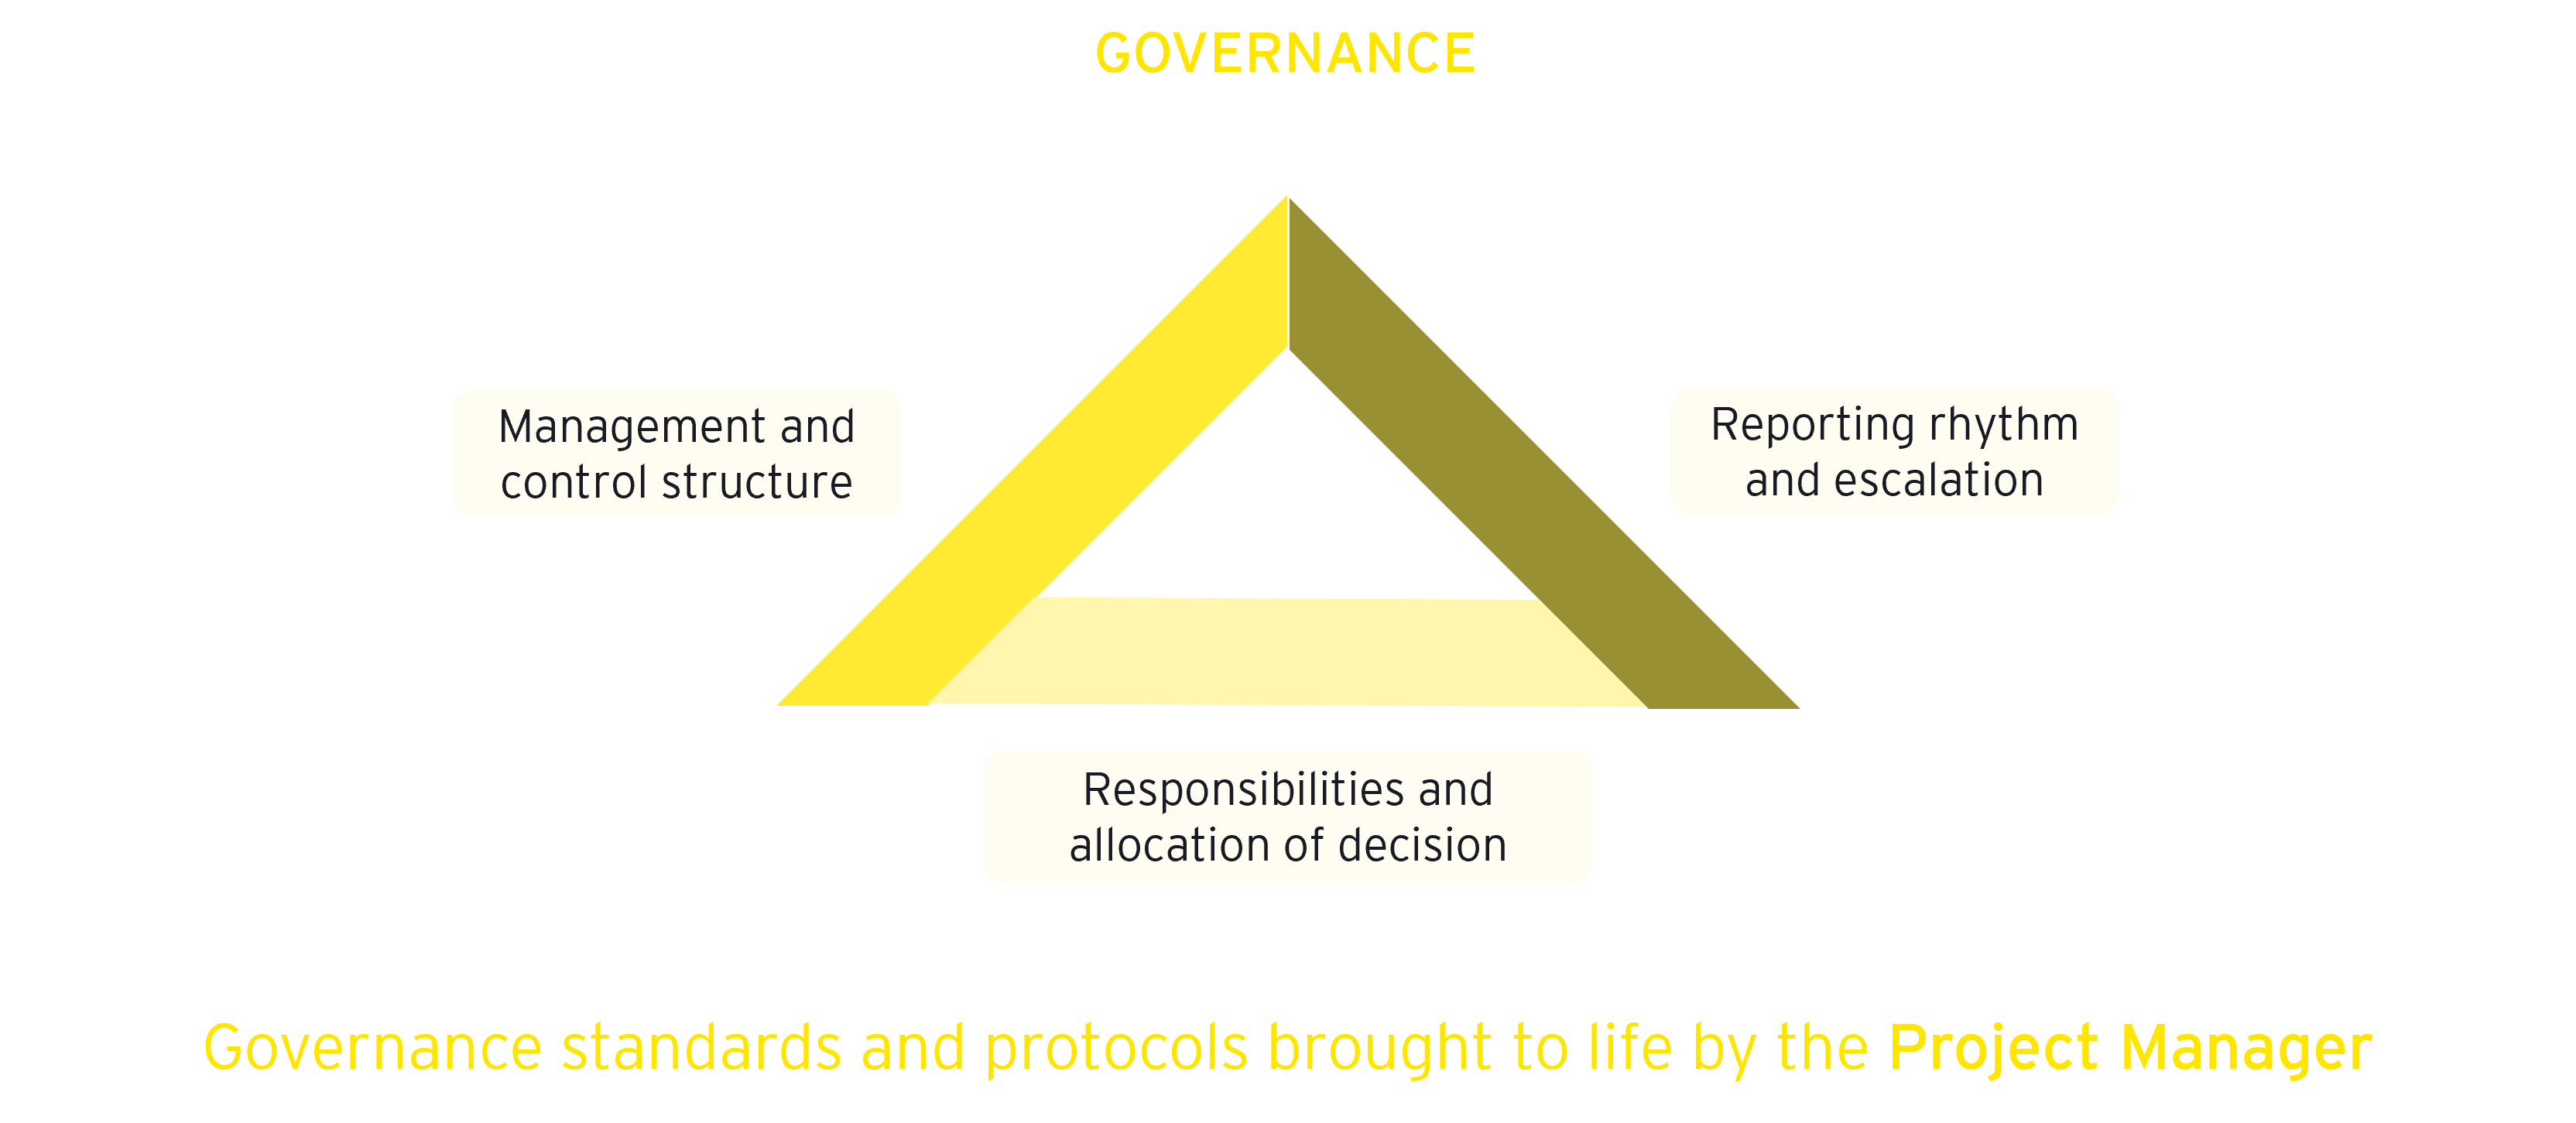 GOVERNANCE
Management and
control structure
Reporting rhythm
and escalation
Responsibilities and
allocation of decision
Governance standards and protocols brought to life by the Project Manager